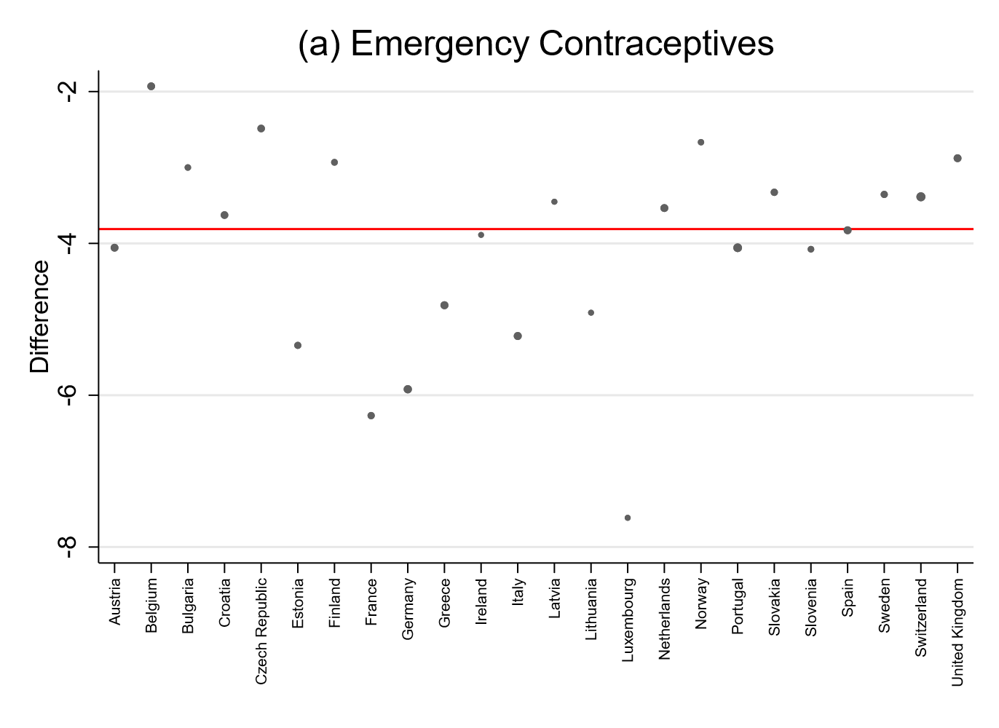 (a) Emergency Contraceptives
Difference
-2
-4
-6
-8
Austria
Belgium
Bulgaria
Croatia
Czech Republic
Estonia
Finland
France
Germany
Greece
Ireland
Italy
Latvia
Lithuania
Luxembourg
Netherlands
Norway
Portugal
Slovakia
Slovenia
Spain
Sweden
Switzerland
United Kingdom